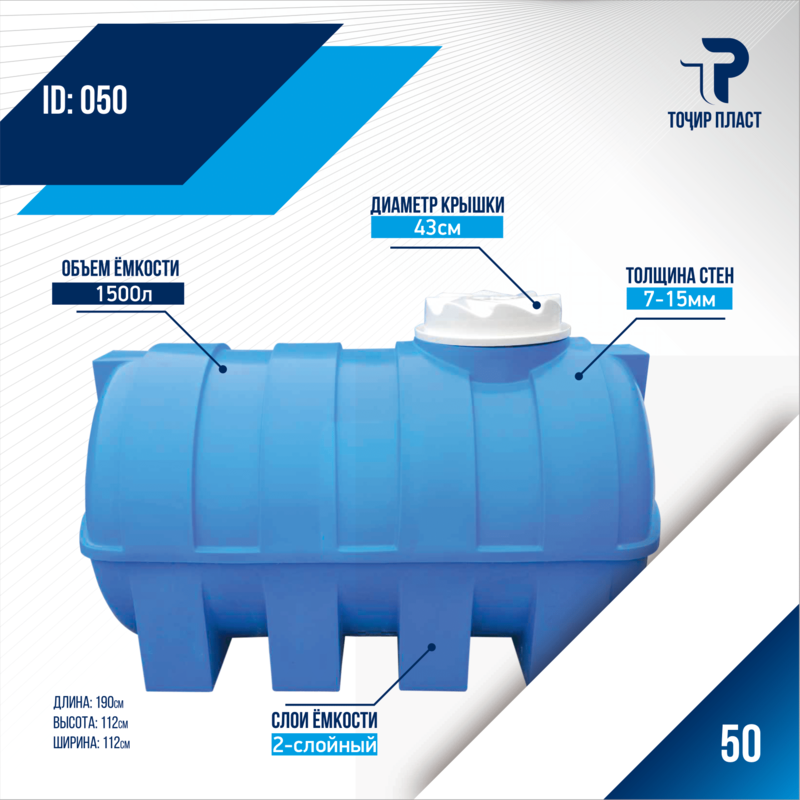 ID: 050
ТОҶИР ПЛАСТ
ДИАМЕТР КРЫШКИ
43см
ОБЪЕМ ЁМКОСТИ
1500л
ТОЛЩИНА СТЕН
7-15мм
СЛОИ ЁМКОСТИ
2-слойный
ДЛИНА: 190см
ВЫСОТА: 112см
ШИРИНА: 112см
50